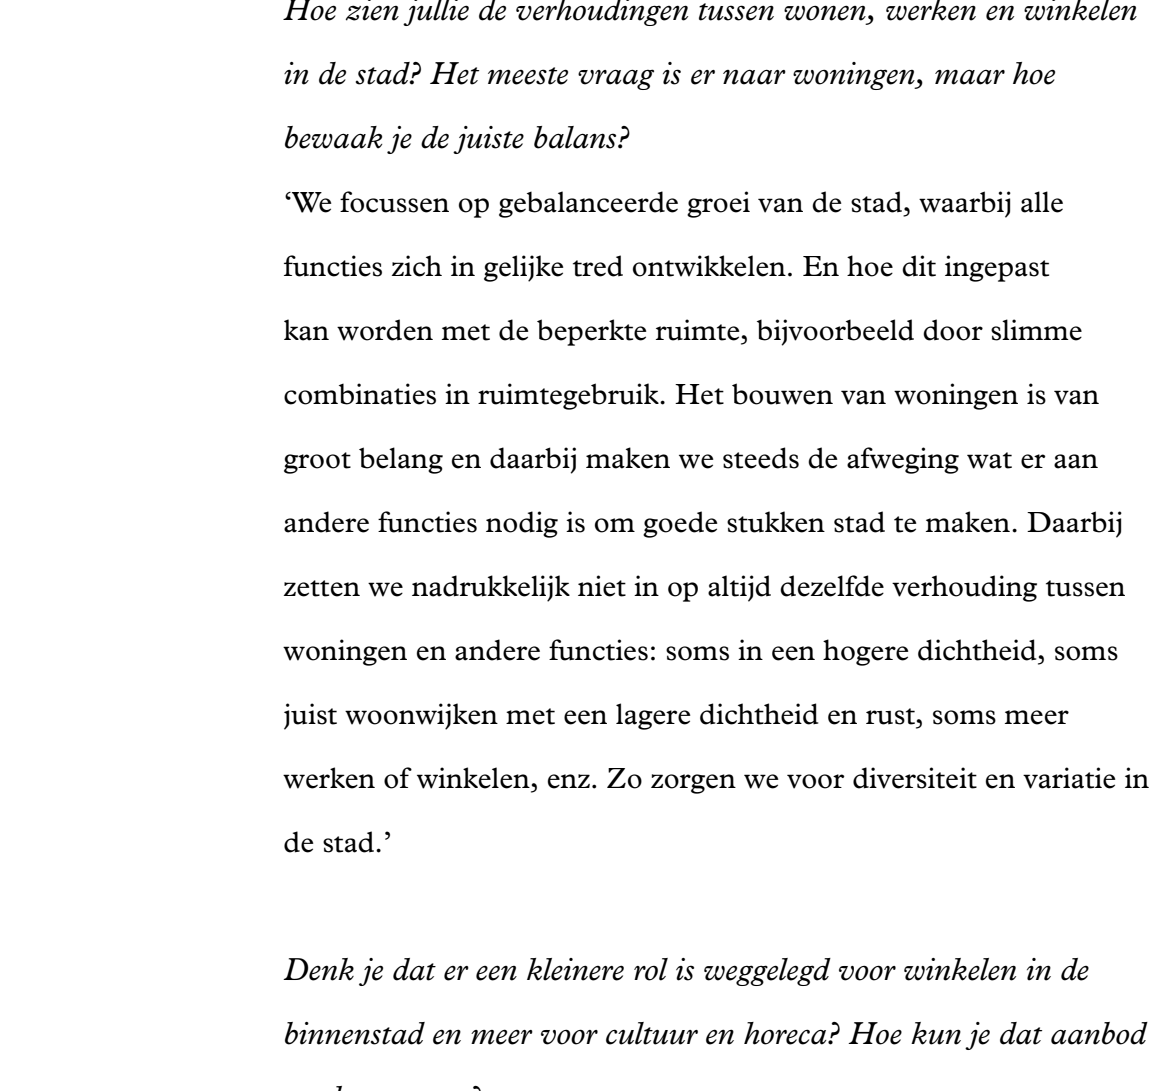 Hoe zien jullie de verhoudingen tussen wonen, werken en winkelen
in de stad? Het meeste vraag is er naar woningen, maar hoe
bewaak je de juiste balans?
‘We focussen op gebalanceerde groei van de stad, waarbij alle
functies zich in gelijke tred ontwikkelen. En hoe dit ingepast
kan worden met de beperkte ruimte, bijvoorbeeld door slimme
combinaties in ruimtegebruik. Het bouwen van woningen is van
groot belang en daarbij maken we steeds de afweging wat er aan
andere functies nodig is om goede stukken stad te maken. Daarbij
zetten we nadrukkelijk niet in op altijd dezelfde verhouding tussen
woningen en andere functies: soms in een hogere dichtheid, soms
juist woonwijken met een lagere dichtheid en rust, soms meer
werken of winkelen, enz. Zo zorgen we voor diversiteit en variatie in
de stad.’
Denk je dat er een kleinere rol is weggelegd voor winkelen in de
binnenstad en meer voor cultuur en horeca? Hoe kun je dat aanbod